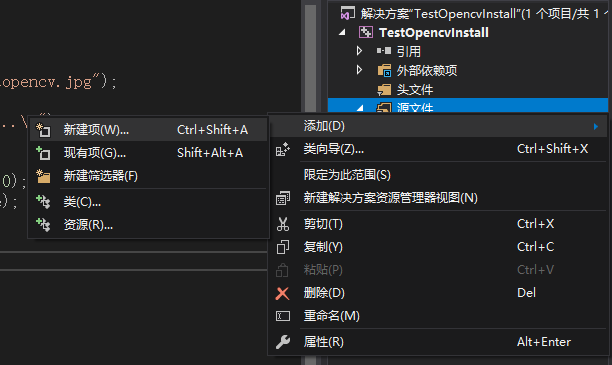 解决方案"TestOpencvInstall"(1 个项目/共 1
TestOpencvInstall
引用
外部依赖项
头文件
源文件
opencv.jpg");
..\
0);
);
新建项(W)... Ctrl+Shift+A
现有项(G)... Shift+Alt+A
新建筛选器(F)
类(C)...
资源(R)...
添加(D)
类向导(Z)... Ctrl+Shift+X
限定为此范围(S)
新建解决方案资源管理器视图(N)
剪切(T) Ctrl+X
复制(Y) Ctrl+C
粘贴(P) Ctrl+V
删除(D) Del
重命名(M)
属性(R) Alt+Enter